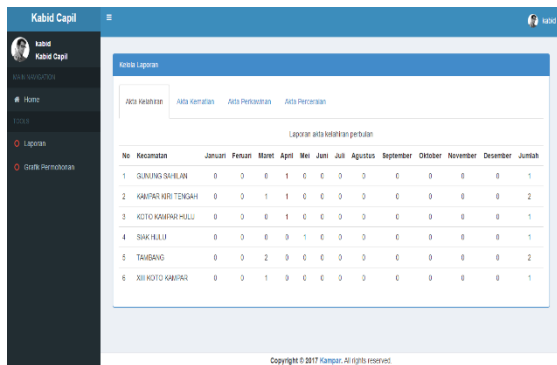 Kabid Capil
kabid
kabid
Kabid Capil
MAIN NAVIGATION
Home
TOOLS
Laporan
Grafik Permohonan
Kelola Laporan
Akta Kelahiran Akta Kematian Akta Perkawinan Akta Perceraian
Laporan akta kelahiran perbulan
No Kecamatan Januari Feruari Maret April Mei Juni Juli Agustus September Oktober November Desember Jumlah
1 GUNUNG SAHILAN 0 0 0 1 0 0 0 0 0 0 0 0 1
2 KAMPAR KIRI TENGAH 0 0 1 1 0 0 0 0 0 0 0 0 2
3 KOTO KAMPAR HULU 0 0 0 1 0 0 0 0 0 0 0 0 1
4 SIAK HULU 0 0 0 0 1 0 0 0 0 0 0 0 1
5 TAMBANG 0 0 2 0 0 0 0 0 0 0 0 0 2
6 XIII KOTO KAMPAR 0 0 1 0 0 0 0 0 0 0 0 0 1
Copyright © 2017 Kampar. All rights reserved.